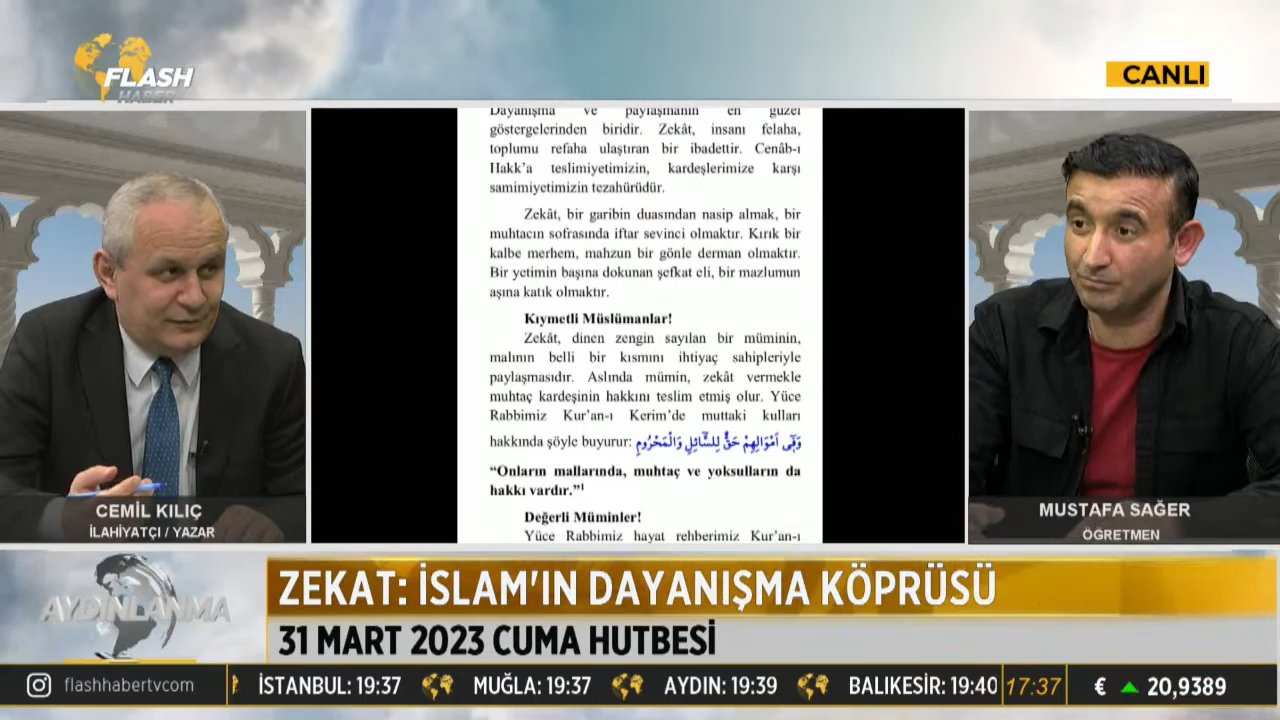 FLASH
HABER
CANLI
Dayanışma ve paylaşmanın en güzel
göstergelerinden biridir. Zekât, insanı felaha,
toplumu refaha ulaştıran bir ibadettir. Cenâb-ı
Hakk’a teslimiyetimizin, kardeşlerimize karşı
samimiyetimizin tezahürüdür.
Zekât, bir garibin duasından nasip almak, bir
muhtacın sofrasında iftar sevinci olmaktır. Kırık bir
kalbe merhem, mahzun bir gönle derman olmaktır.
Bir yetimin başına dokunan şefkat eli, bir mazlumun
aşına katık olmaktır.
Kıymetli Müslümanlar!
Zekât, dinen zengin sayılan bir müminin,
malının belli bir kısmını ihtiyaç sahipleriyle
paylaşmasıdır. Aslında mümin, zekât vermekle
muhtaç kardeşinin hakkını teslim etmiş olur. Yüce
Rabbimiz Kur’an-ı Kerim’de muttaki kulları
hakkında şöyle buyurur: وَف۪ٓي اَمْوَالِهِمْ حَقٌّ لِلسَّٓائِلِ وَالْمَحْرُومِ
“Onların mallarında, muhtaç ve yoksulların da
hakkı vardır.”¹
Değerli Müminler!
Yüce Rabbimiz hayat rehberimiz Kur’an-ı
CEMİL KILIÇ
İLAHİYATÇI / YAZAR
MUSTAFA SAĞER
ÖĞRETMEN
AYDINLANMA
ZEKAT: İSLAM'IN DAYANIŞMA KÖPRÜSÜ
31 MART 2023 CUMA HUTBESİ
flashhabertvcom
İSTANBUL: 19:37 MUĞLA: 19:37 AYDIN: 19:39 BALIKESİR: 19:40
17:37
€ 20,9389